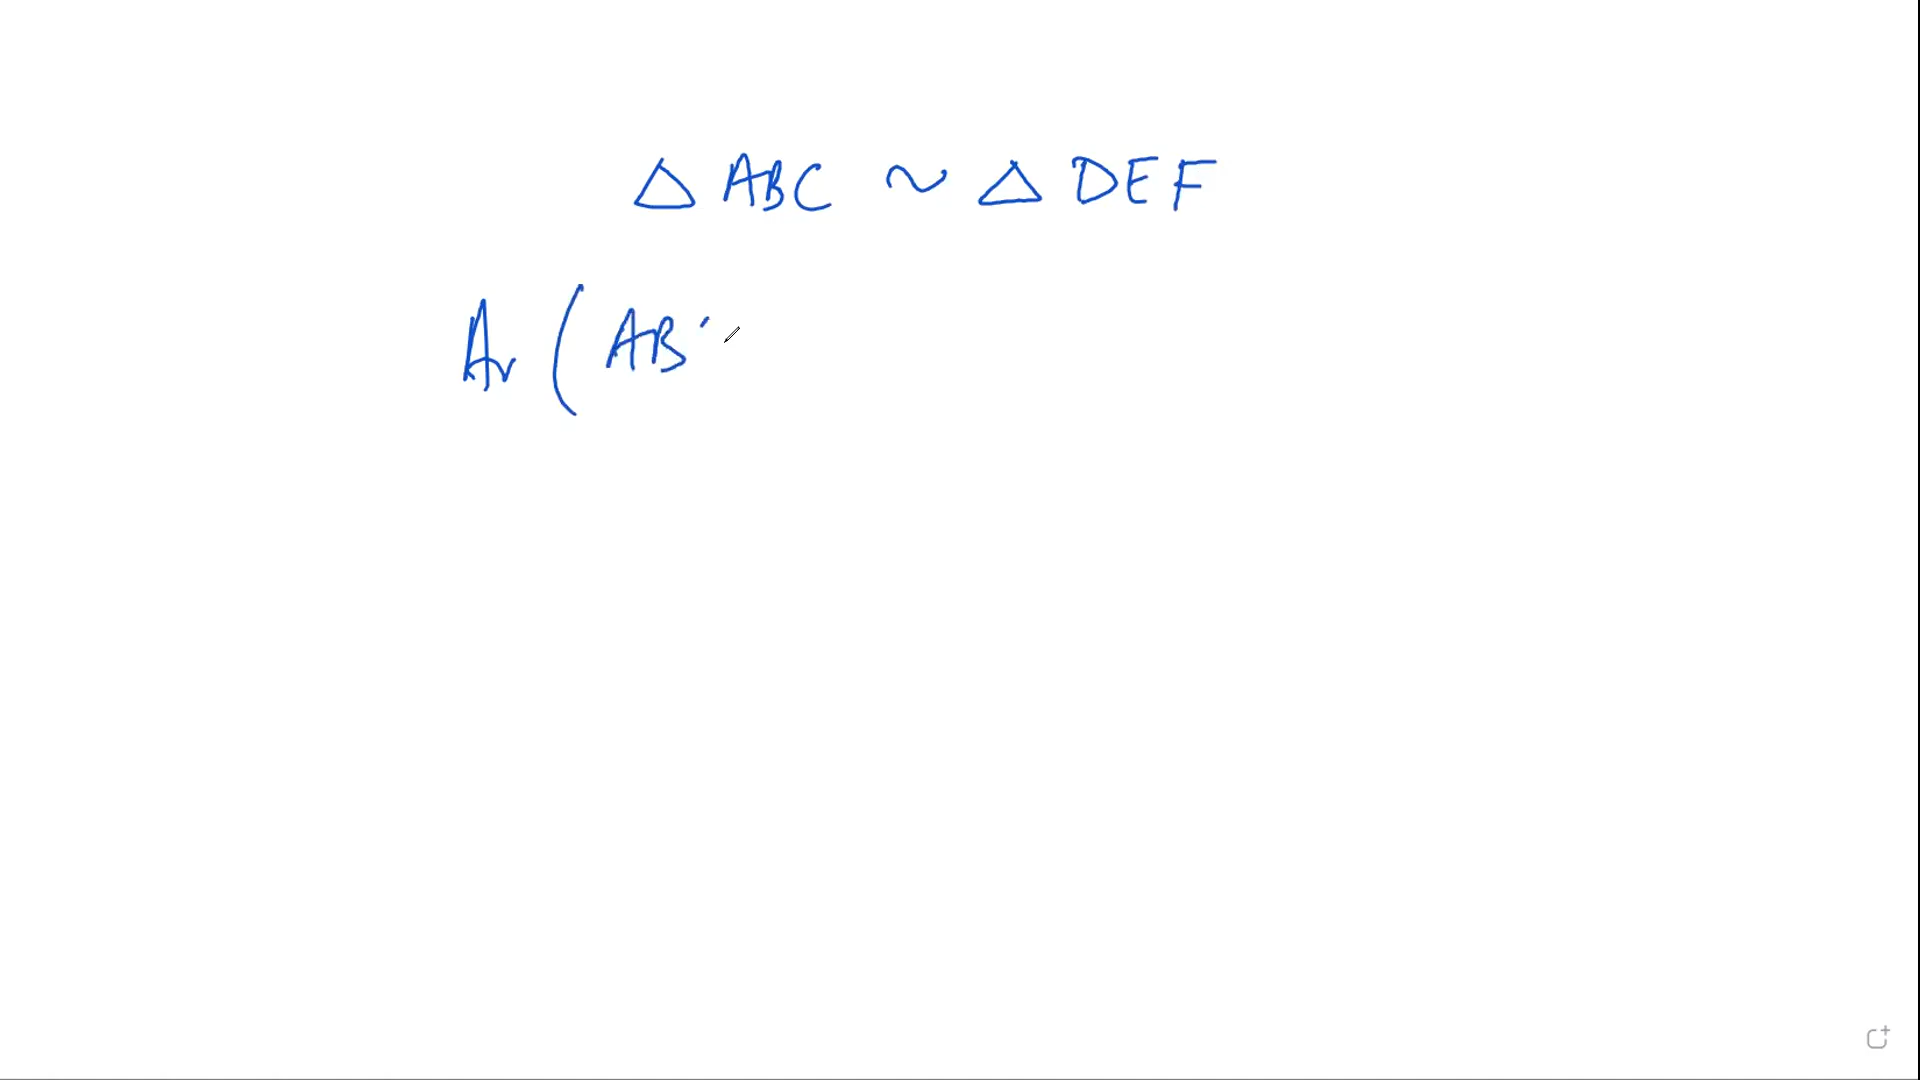 △ ABC ~ △ DEF
Ar ( AB